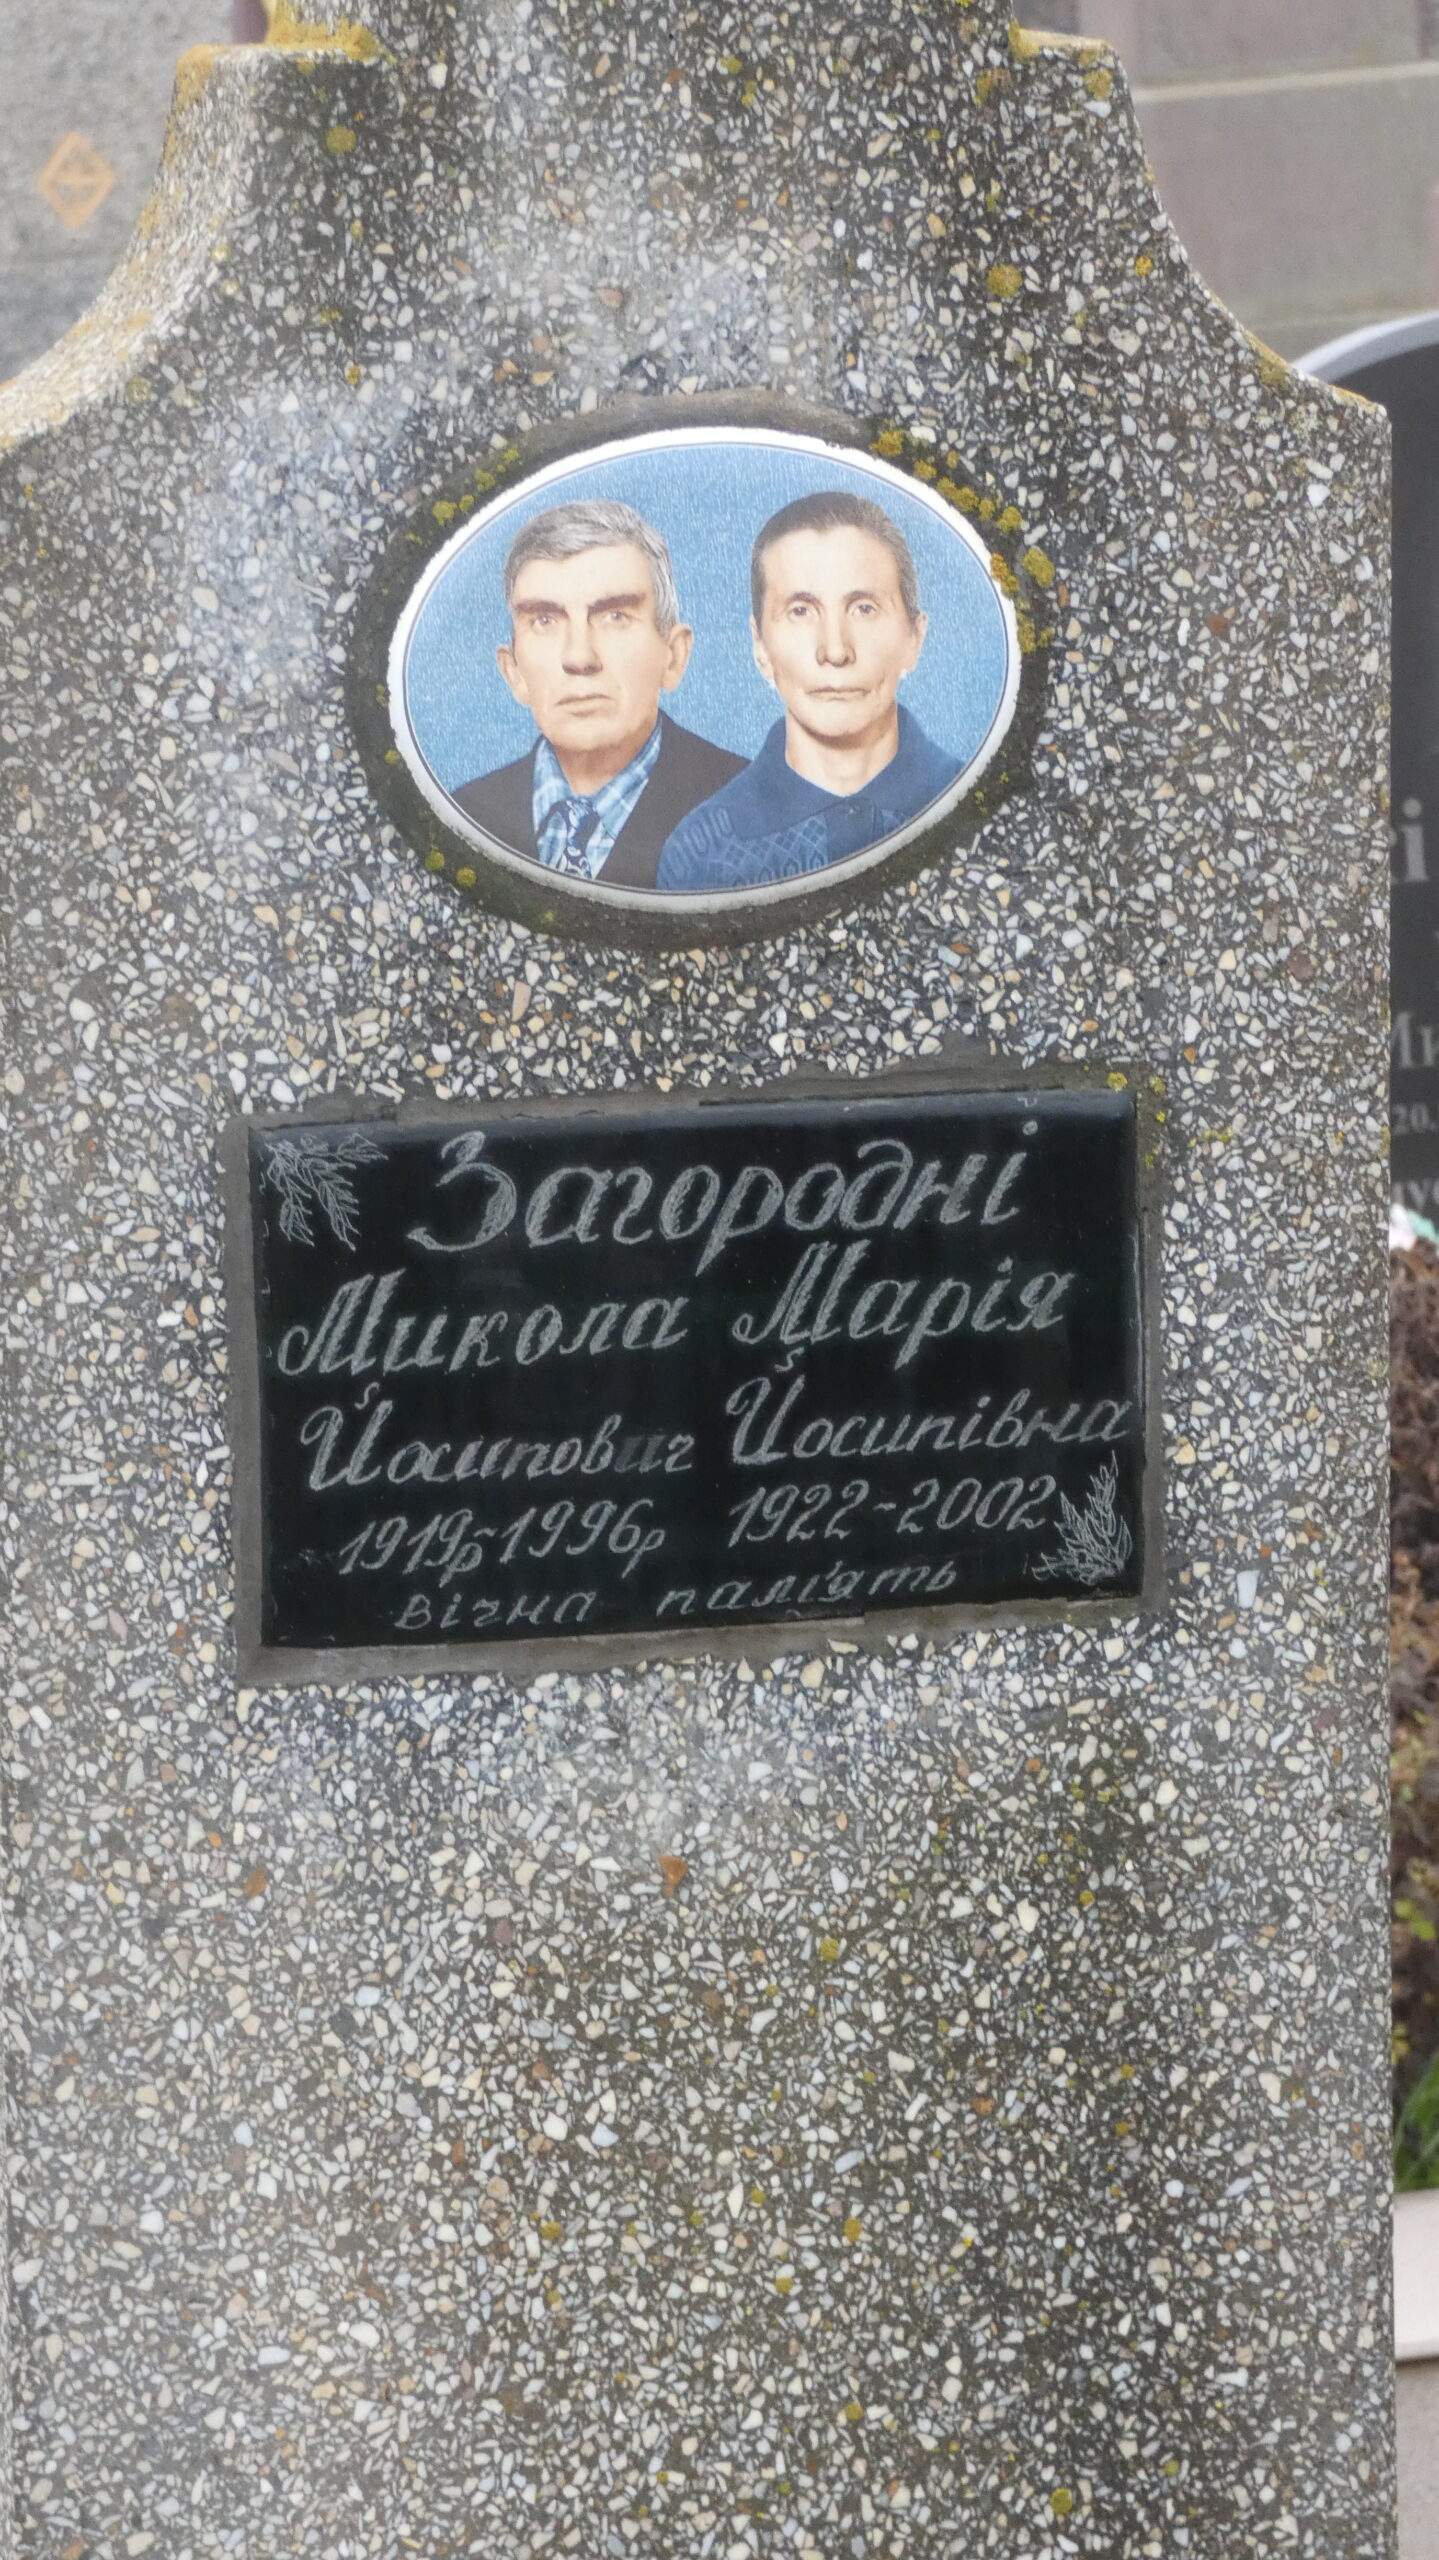 Загородні
Микола Марія
Йосипович Йосипівна
1919р-1996р 1922-2002
вічна пам'ять